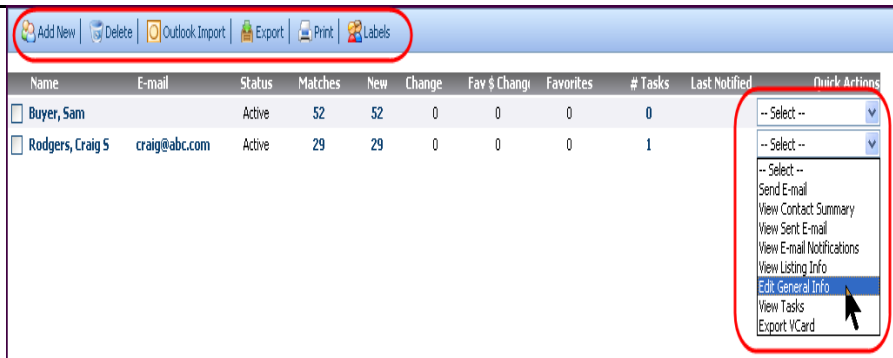 Add New | Delete | Outlook Import | Export | Print | Labels
Name E-mail Status Matches New Change Fav $ Change Favorites # Tasks Last Notified Quick Actions
Buyer, Sam Active 52 52 0 0 0 0 -- Select --
Rodgers, Craig S craig@abc.com Active 29 29 0 0 0 1 -- Select --
-- Select --
Send E-mail
View Contact Summary
View Sent E-mail
View E-mail Notifications
View Listing Info
Edit General Info
View Tasks
Export VCard